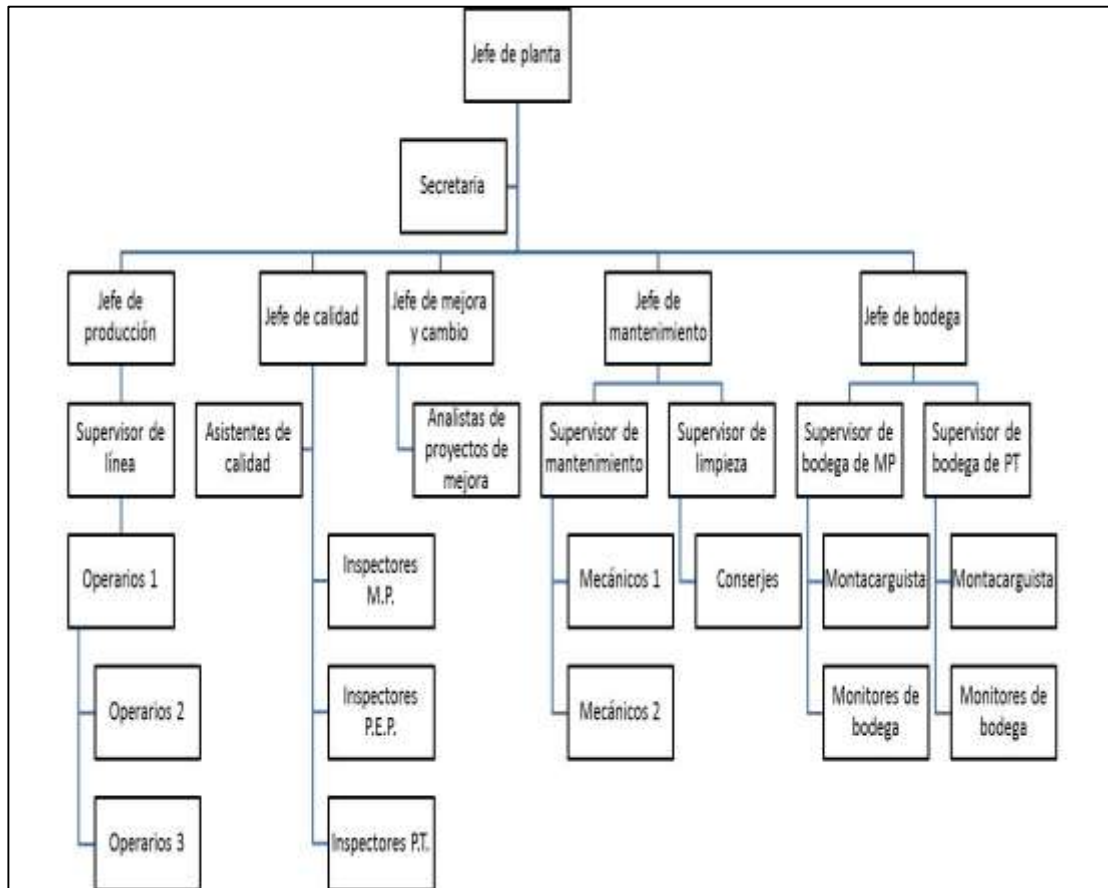 Jefe de planta
Secretaria
Jefe de
producción
Jefe de calidad
Jefe de mejora
y cambio
Jefe de
mantenimiento
Jefe de bodega
Supervisor de
línea
Asistentes de
calidad
Analistas de
proyectos de
mejora
Supervisor de
mantenimiento
Supervisor de
limpieza
Supervisor de
bodega de MP
Supervisor de
bodega de PT
Operarios 1
Inspectores
M.P.
Mecánicos 1
Conserjes
Montacarguista
Montacarguista
Operarios 2
Inspectores
P.E.P.
Mecánicos 2
Monitores de
bodega
Monitores de
bodega
Operarios 3
Inspectores P.T.